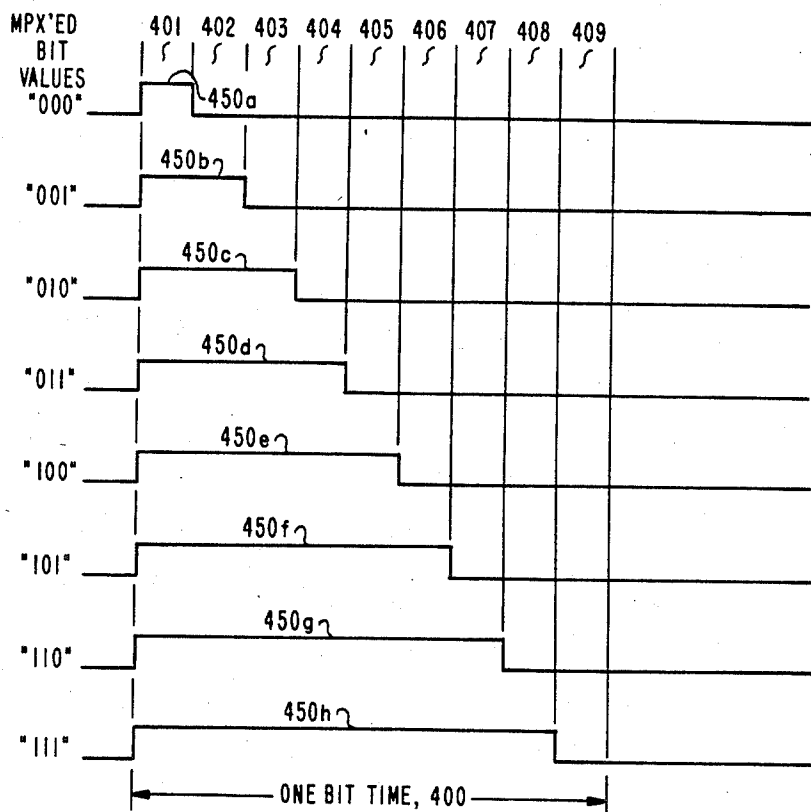 MPX'ED
BIT
VALUES
401 402 403 404 405 406 407 408 409
"000" 450a
"001" 450b
"010" 450c
"011" 450d
"100" 450e
"101" 450f
"110" 450g
"111" 450h
ONE BIT TIME, 400